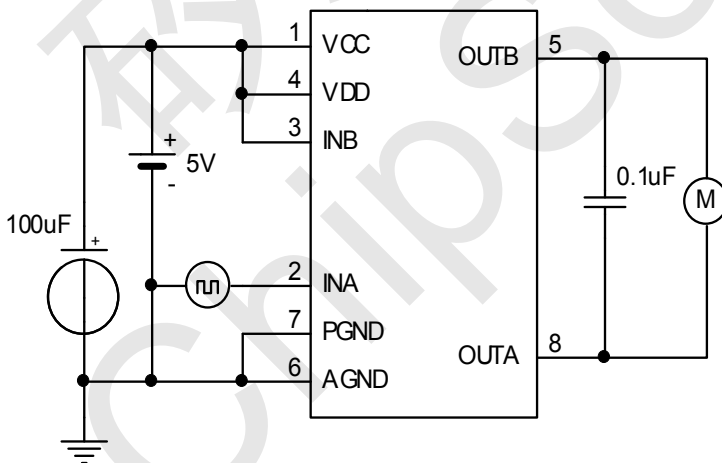 1
VCC
4
VDD
3
INB
OUTB
5
+
5V
-
100uF
+
0.1uF
M
2
INA
7
PGND
6
AGND
OUTA
8